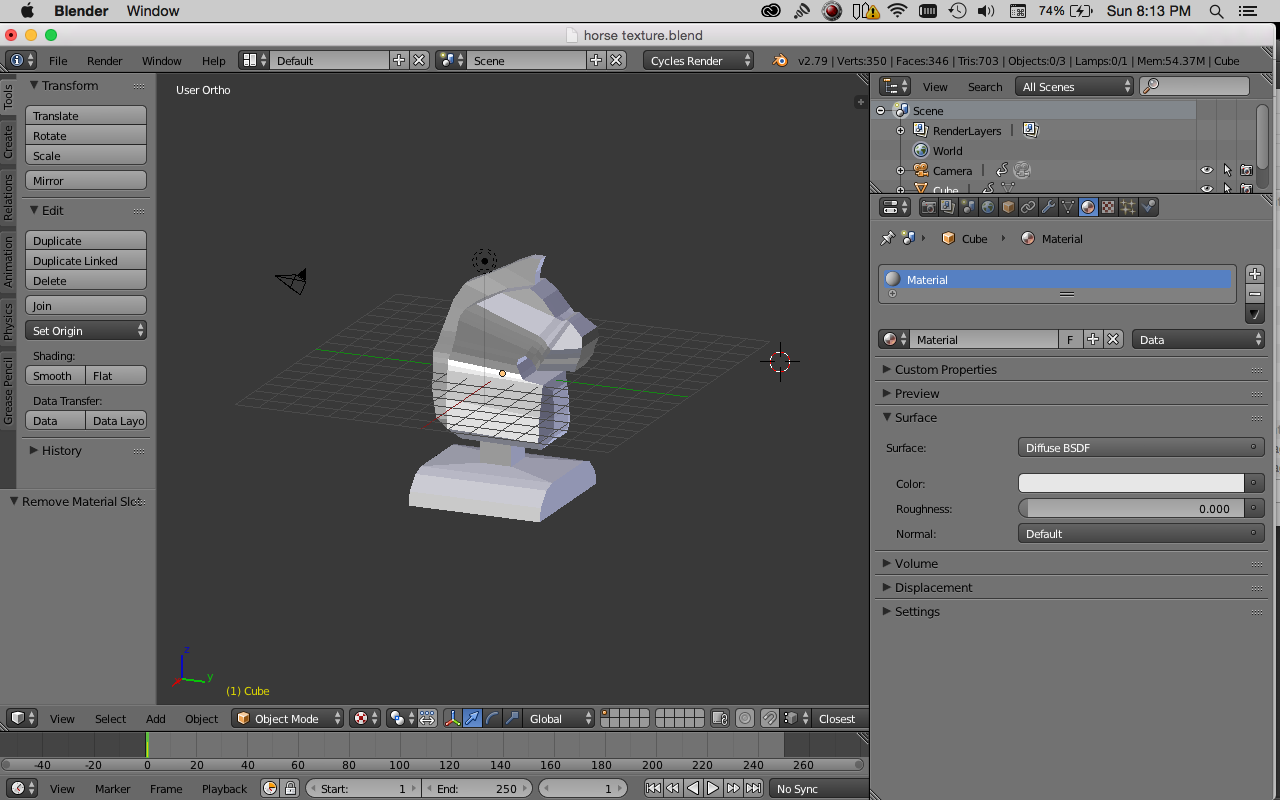 Blender Window 74% Sun 8:13 PM
horse texture.blend
File Render Window Help Default Scene Cycles Render v2.79 | Verts:350 | Faces:346 | Tris:703 | Objects:0/3 | Lamps:0/1 | Mem:54.37M | Cube
Tools
Create
Relations
Animation
Physics
Grease Pencil
Transform
Translate
Rotate
Scale
Mirror
Edit
Duplicate
Duplicate Linked
Delete
Join
Set Origin
Shading:
Smooth Flat
Data Transfer:
Data Data Layo
History
Remove Material Slot
User Ortho
z
y
(1) Cube
View Select Add Object Object Mode Global Closest
-40 -20 0 20 40 60 80 100 120 140 160 180 200 220 240 260
View Marker Frame Playback Start: 1 End: 250 1 No Sync
View Search All Scenes
Scene
RenderLayers
World
Camera
Cube
Cube Material
Material
Material F Data
Custom Properties
Preview
Surface
Surface: Diffuse BSDF
Color:
Roughness: 0.000
Normal: Default
Volume
Displacement
Settings